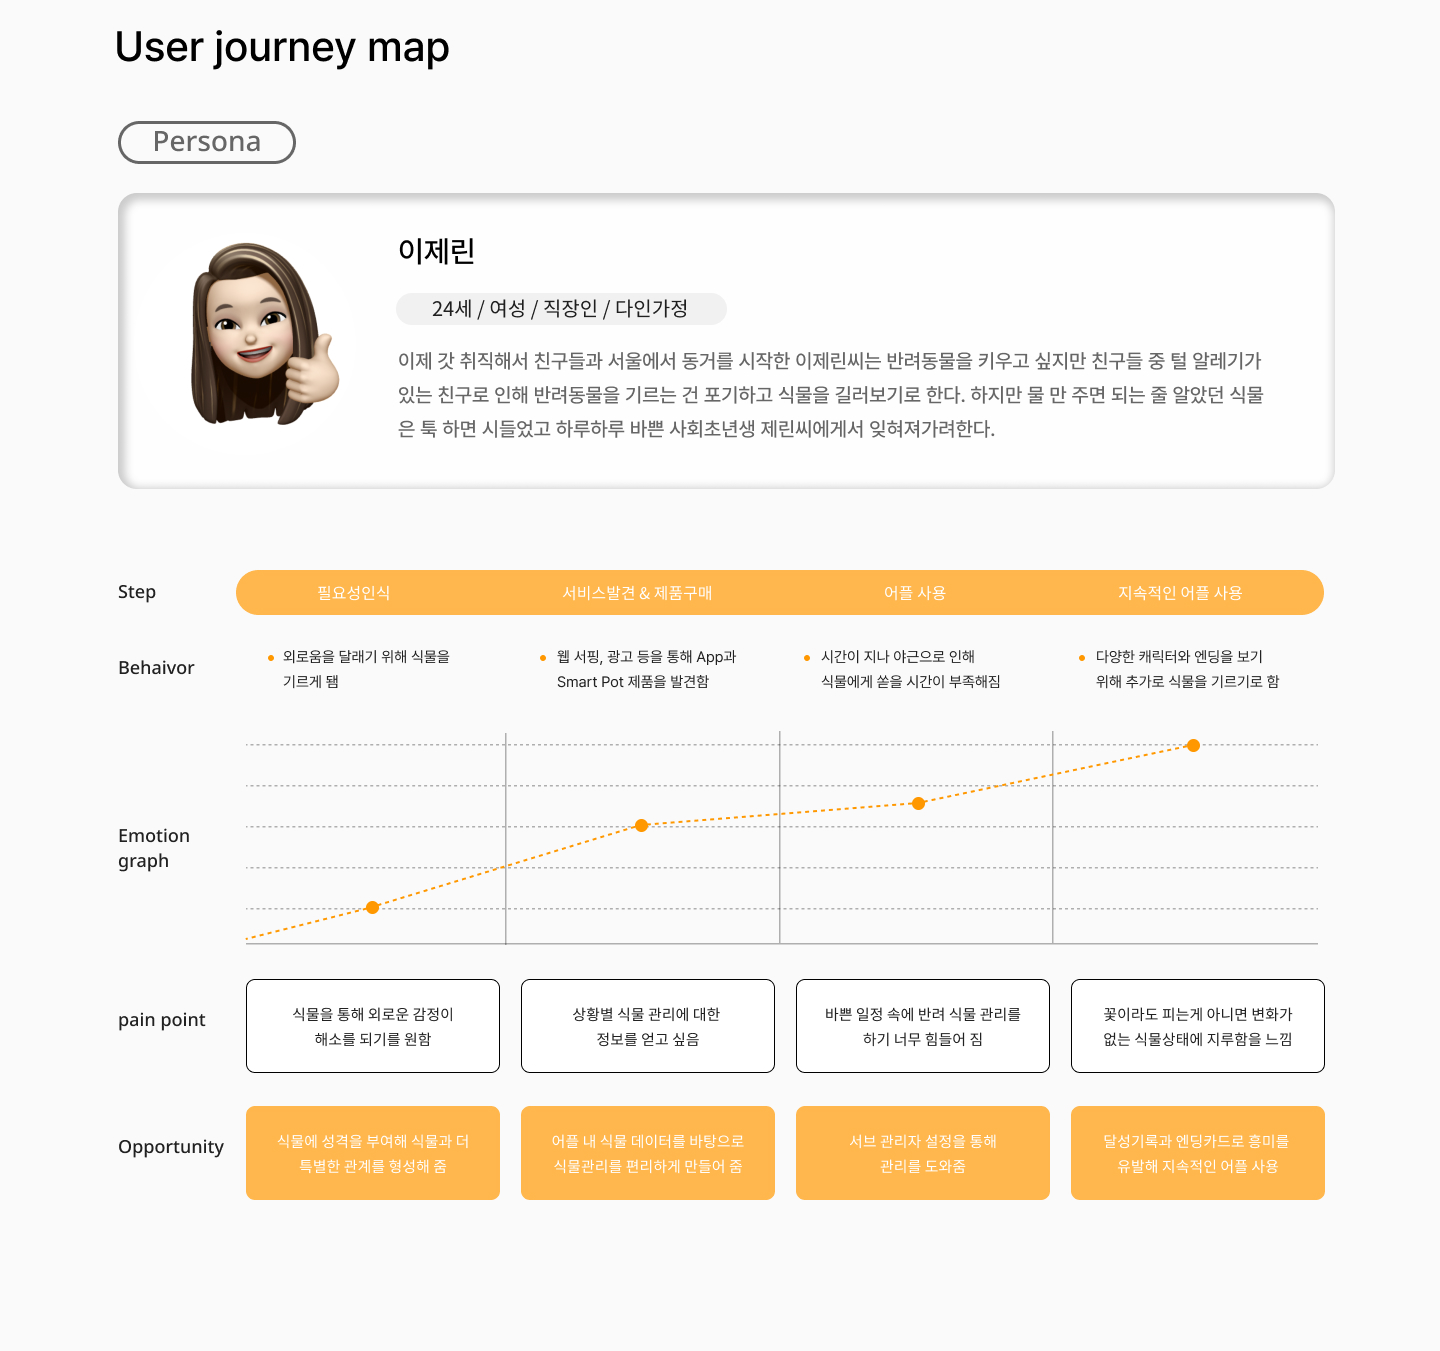 User journey map
Persona
이제린
24세 / 여성 / 직장인 / 다인가정
이제 갓 취직해서 친구들과 서울에서 동거를 시작한 이제린씨는 반려동물을 키우고 싶지만 친구들 중 털 알레기가
있는 친구로 인해 반려동물을 기르는 건 포기하고 식물을 길러보기로 한다. 하지만 물 만 주면 되는 줄 알았던 식물
은 툭 하면 시들었고 하루하루 바쁜 사회초년생 제린씨에게서 잊혀져가려한다.
Step
필요성인식
서비스발견 & 제품구매
어플 사용
지속적인 어플 사용
Behaivor
외로움을 달래기 위해 식물을
기르게 됌
웹 서핑, 광고 등을 통해 App과
Smart Pot 제품을 발견함
시간이 지나 야근으로 인해
식물에게 쏟을 시간이 부족해짐
다양한 캐릭터와 엔딩을 보기
위해 추가로 식물을 기르기로 함
Emotion
graph
pain point
식물을 통해 외로운 감정이
해소를 되기를 원함
상황별 식물 관리에 대한
정보를 얻고 싶음
바쁜 일정 속에 반려 식물 관리를
하기 너무 힘들어 짐
꽃이라도 피는게 아니면 변화가
없는 식물상태에 지루함을 느낌
Opportunity
식물에 성격을 부여해 식물과 더
특별한 관계를 형성해 줌
어플 내 식물 데이터를 바탕으로
식물관리를 편리하게 만들어 줌
서브 관리자 설정을 통해
관리를 도와줌
달성기록과 엔딩카드로 흥미를
유발해 지속적인 어플 사용